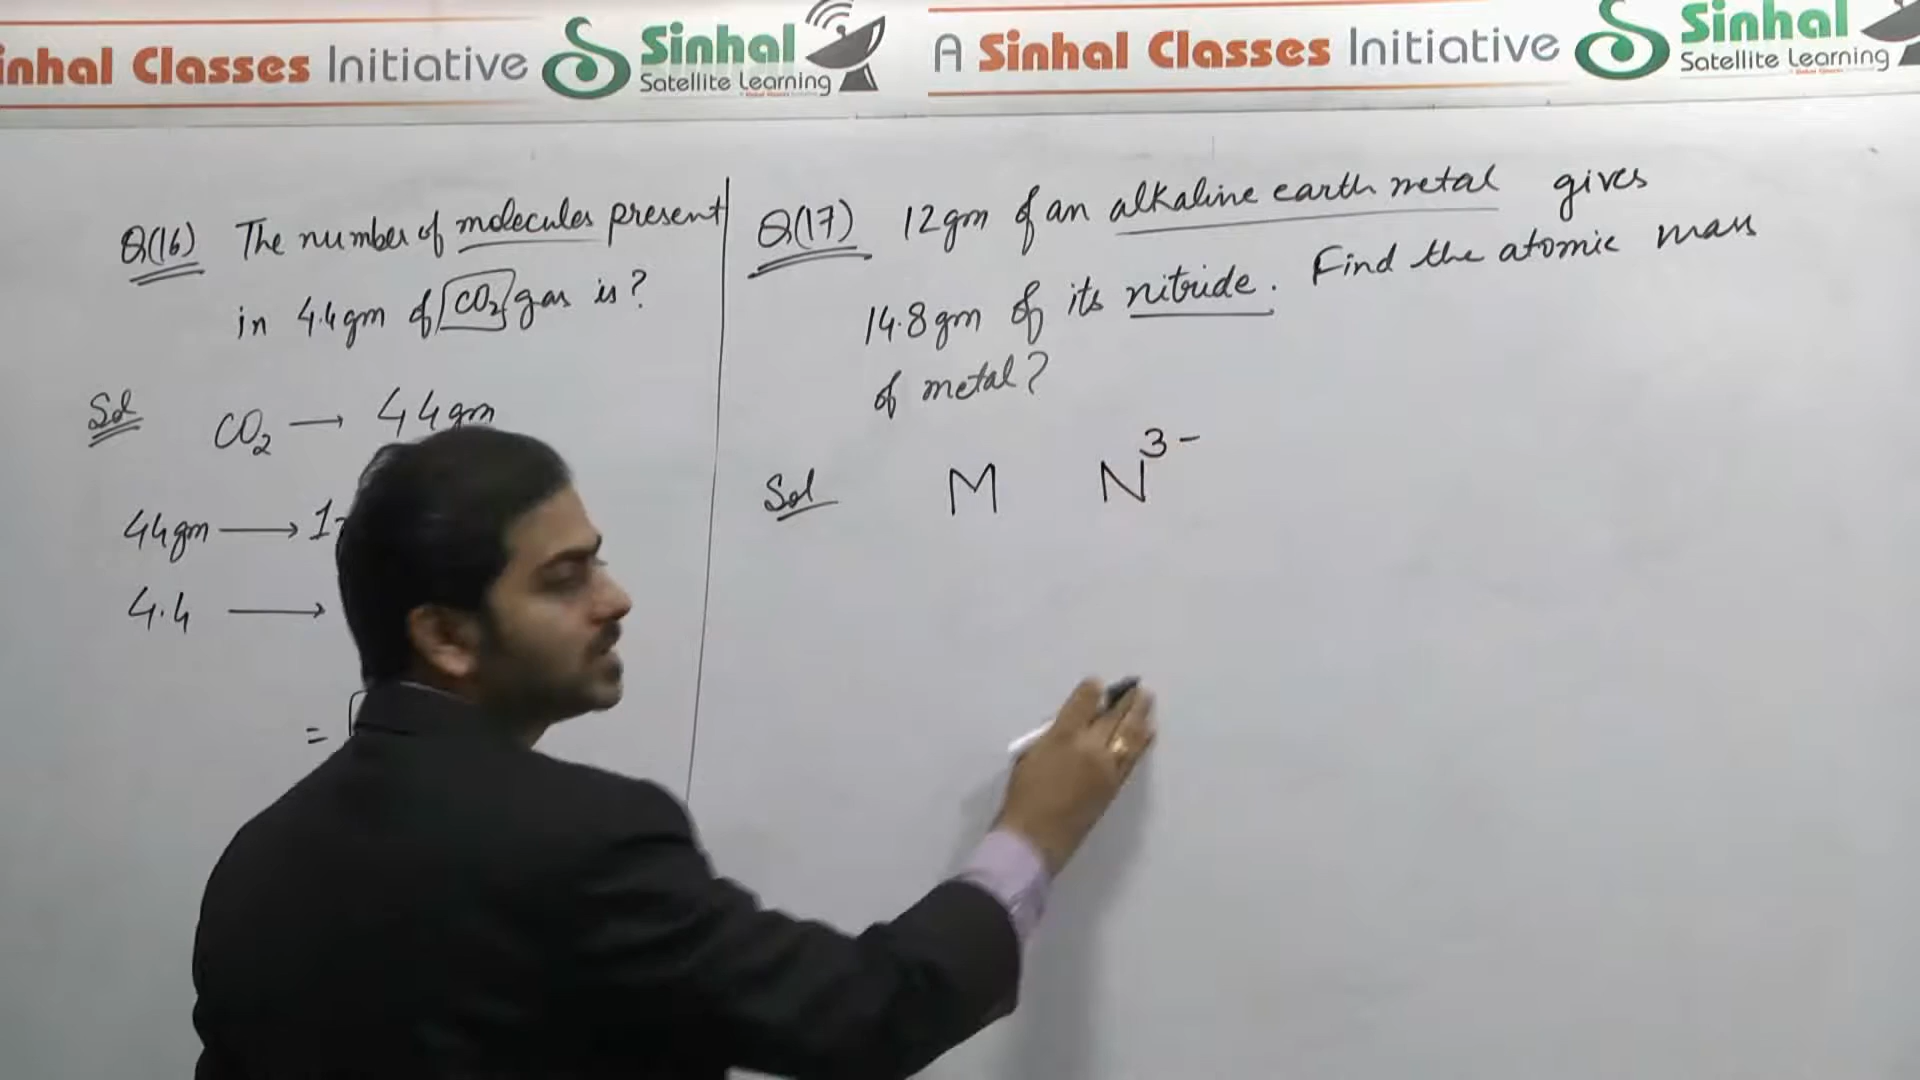 inhal Classes Initiative
Sinhal
Satellite Learning
A Sinhal Classes Initiative
Sinhal
Satellite Learning
Q(16) The number of molecules present
in 4.4gm of CO2 gas is?
Sol CO2 → 44gm
44gm → 1
4.4 →
=
Q(17) 12gm of an alkaline earth metal gives
14.8gm of its nitride. Find the atomic mass
of metal?
Sol M N3-